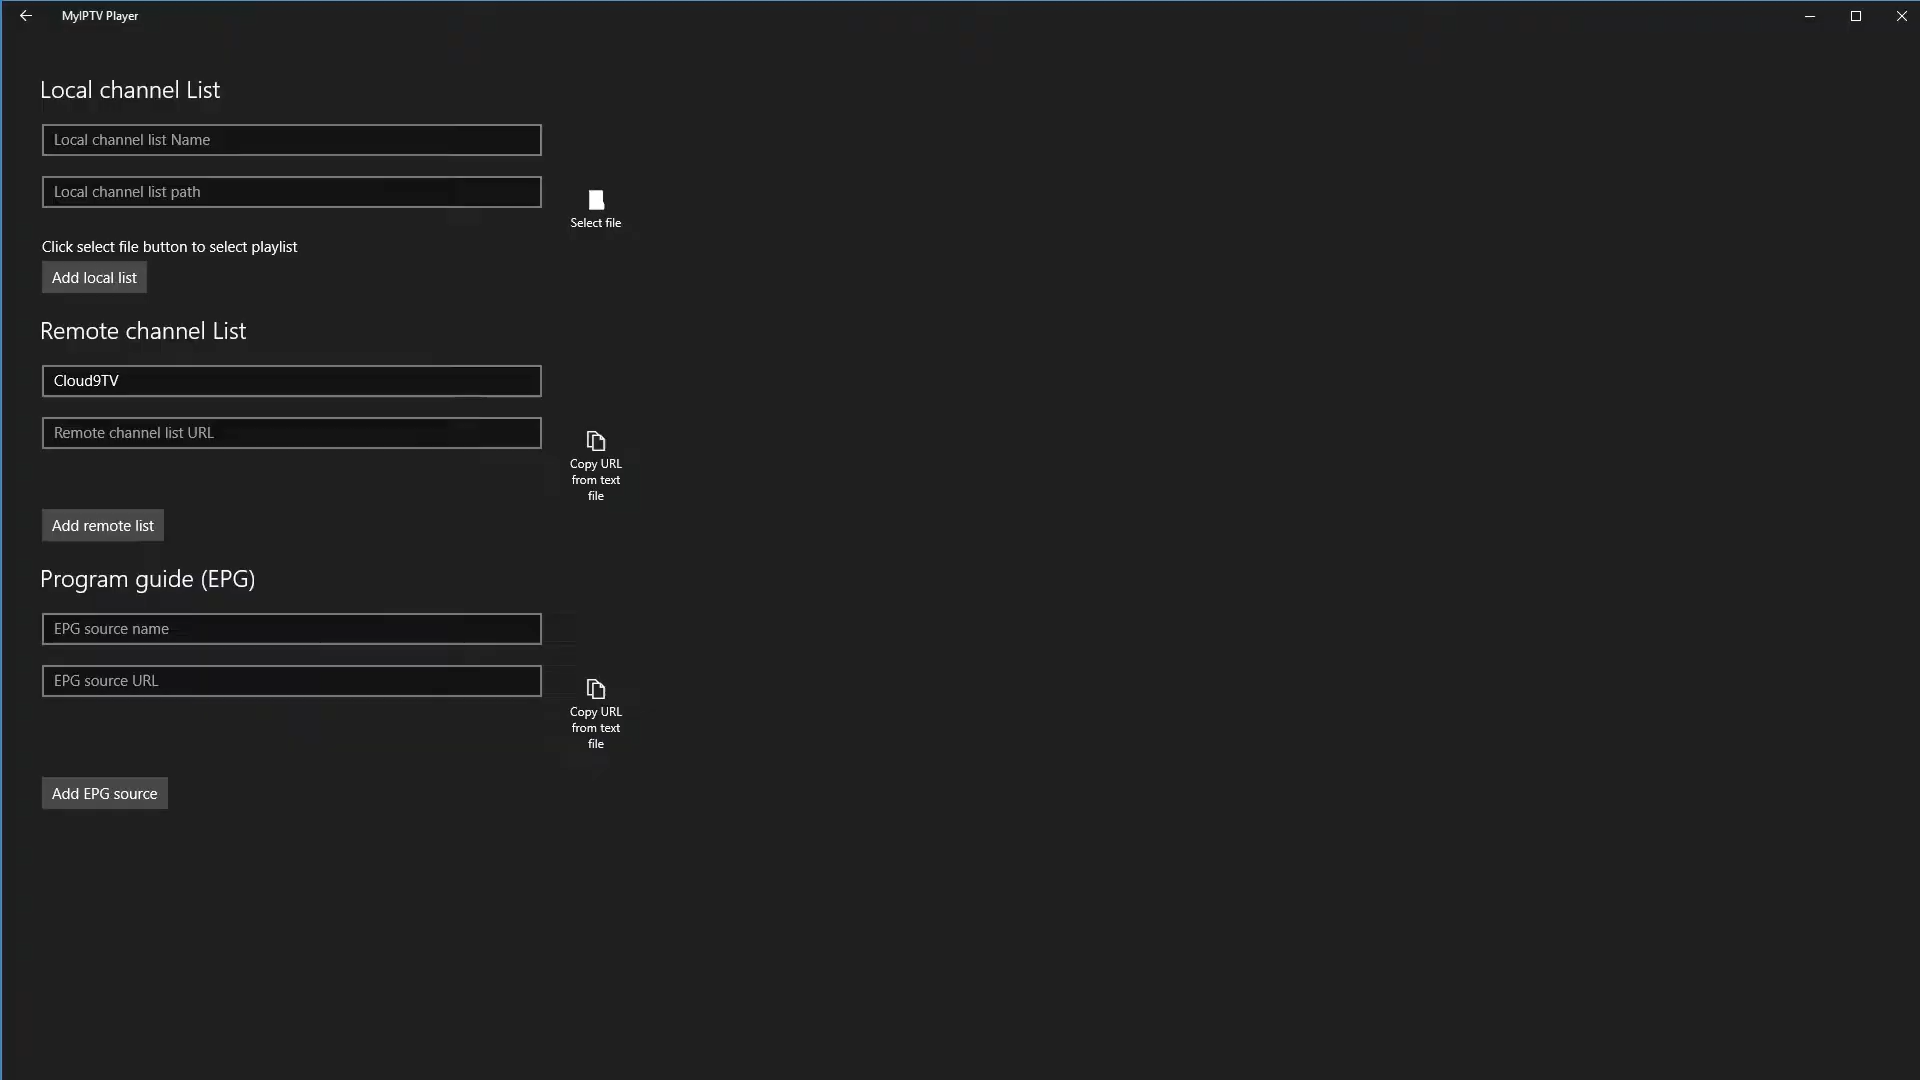 MyIPTV Player
Local channel List
Local channel list Name
Local channel list path
Select file
Click select file button to select playlist
Add local list
Remote channel List
Cloud9TV
Remote channel list URL
Copy URL
from text
file
Add remote list
Program guide (EPG)
EPG source name
EPG source URL
Copy URL
from text
file
Add EPG source